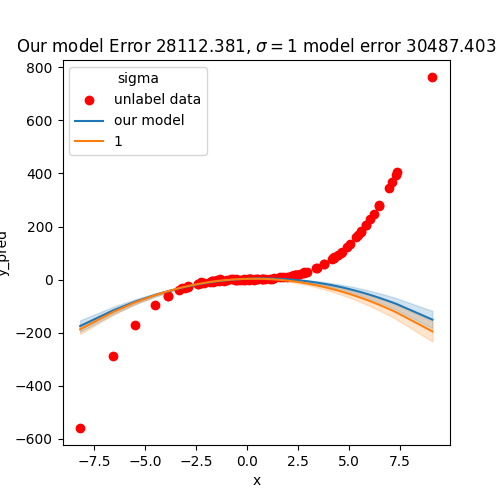 Our model Error 28112.381, σ = 1 model error 30487.403
sigma
unlabel data
our model
1
800
600
400
200
0
−200
−400
−600
y_pred
−7.5 −5.0 −2.5 0.0 2.5 5.0 7.5
x